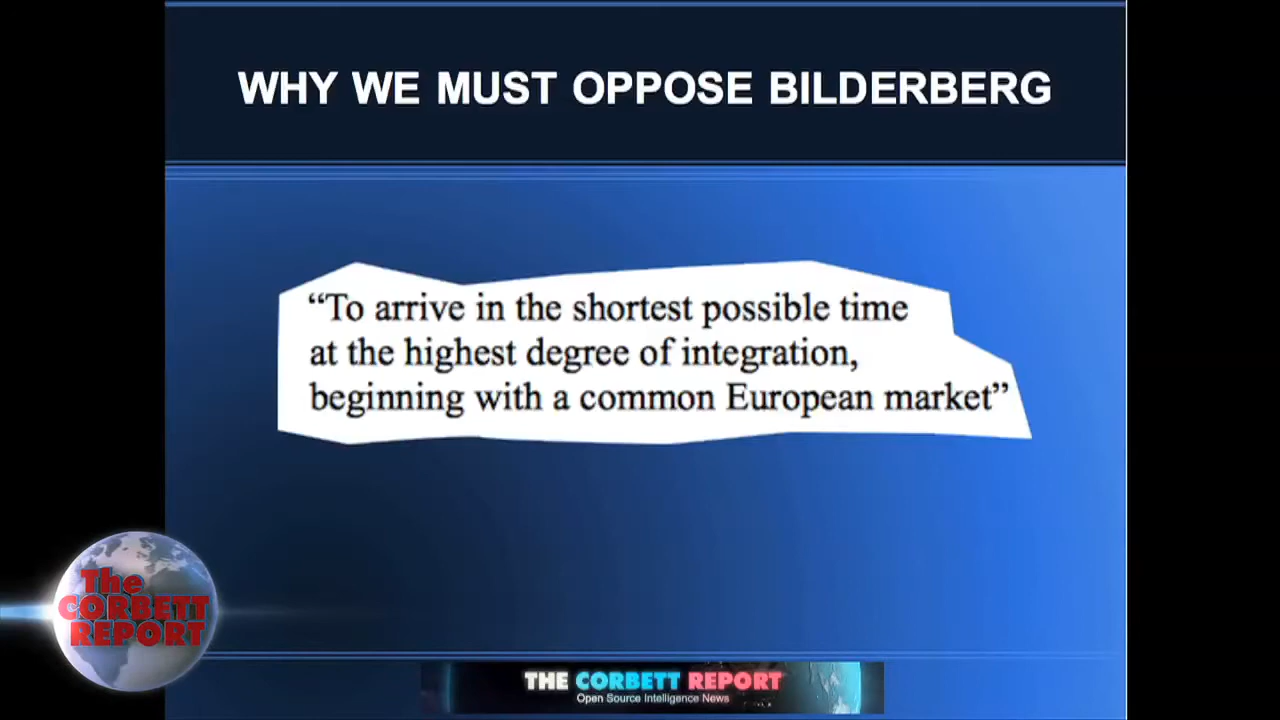 WHY WE MUST OPPOSE BILDERBERG
“To arrive in the shortest possible time
at the highest degree of integration,
beginning with a common European market”
The
CORBETT
REPORT
THE CORBETT REPORT
Open Source Intelligence News